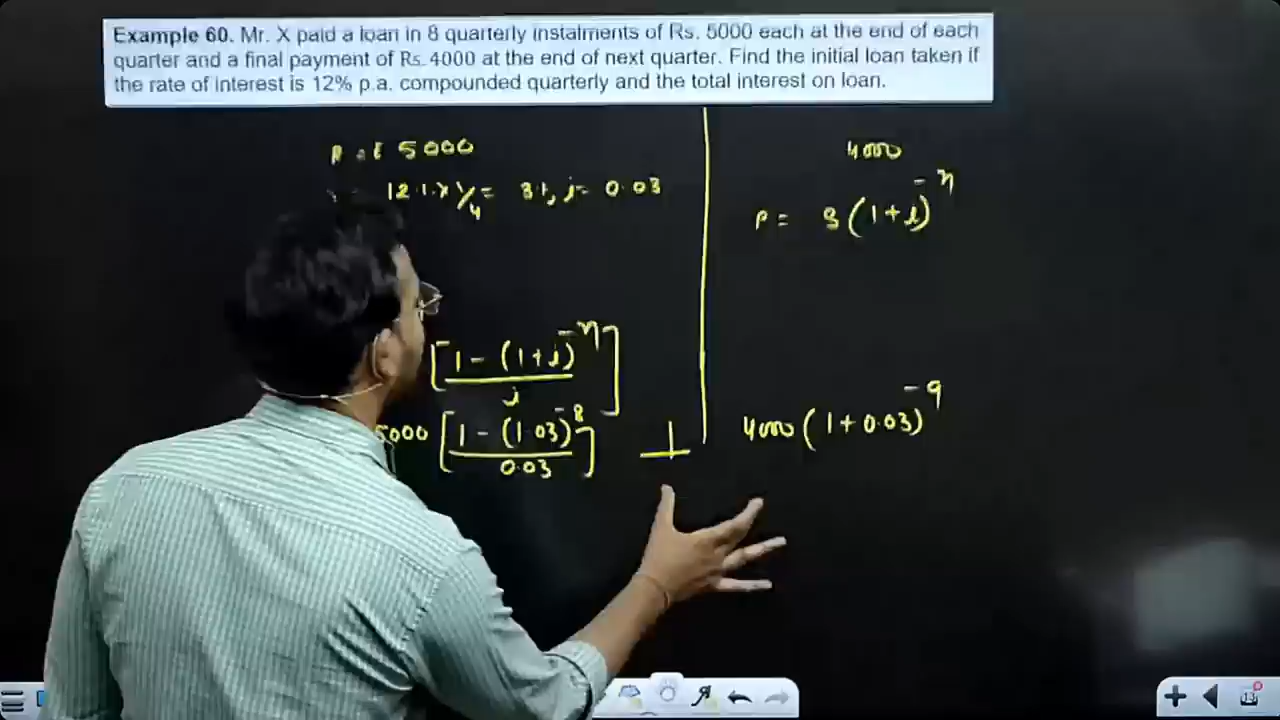 Example 60. Mr. X paid a loan in 8 quarterly instalments of Rs. 5000 each at the end of each
quarter and a final payment of Rs. 4000 at the end of next quarter. Find the initial loan taken if
the rate of interest is 12% p.a. compounded quarterly and the total interest on loan.
5000
12% × 1/4 = 3%, i = 0.03
[1 - (1+i)^-n / i]
5000 [1 - (1.03)^-8 / 0.03] +
4000
P = S(1+i)^-n
4000 (1+0.03)^-9